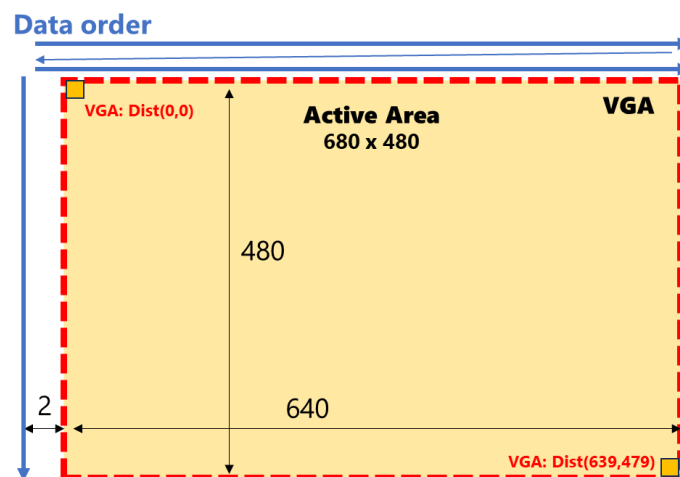 Data order
VGA: Dist(0,0)
Active Area
VGA
680 x 480
480
2
640
VGA: Dist(639,479)